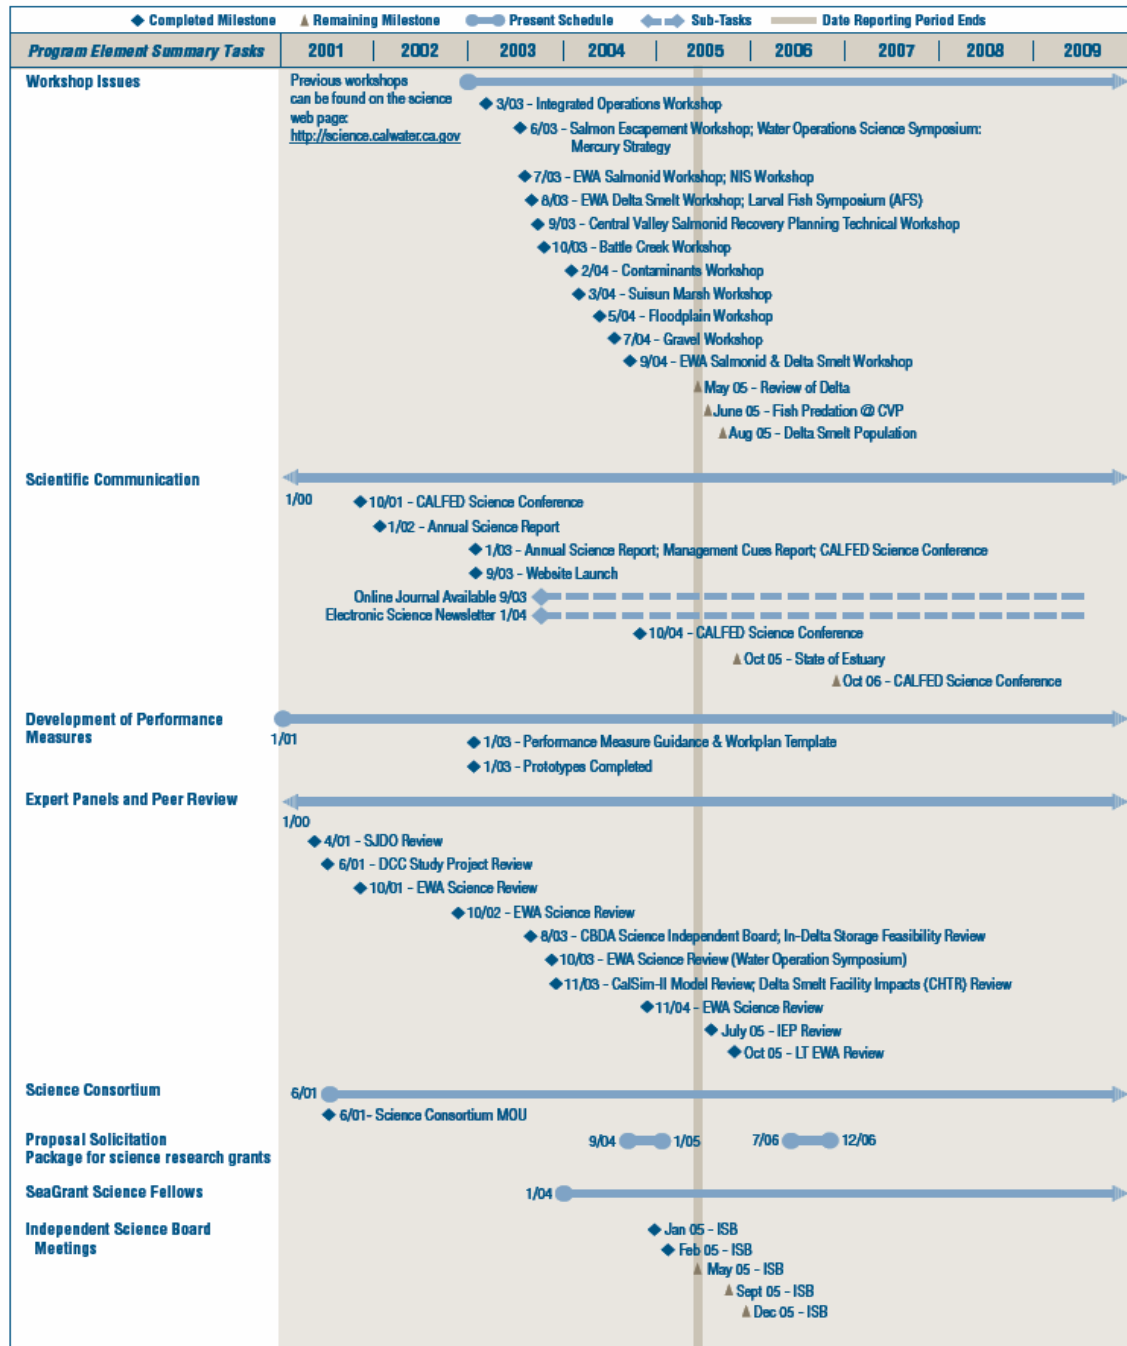 Completed Milestone Remaining Milestone Present Schedule Sub-Tasks Date Reporting Period Ends
Program Element Summary Tasks 2001 2002 2003 2004 2005 2006 2007 2008 2009
Workshop Issues
Previous workshops
can be found on the science
web page:
http://science.calwater.ca.gov
3/03 - Integrated Operations Workshop
6/03 - Salmon Escapement Workshop; Water Operations Science Symposium:
Mercury Strategy
7/03 - EWA Salmonid Workshop; NIS Workshop
8/03 - EWA Delta Smelt Workshop; Larval Fish Symposium (AFS)
9/03 - Central Valley Salmonid Recovery Planning Technical Workshop
10/03 - Battle Creek Workshop
2/04 - Contaminants Workshop
3/04 - Suisun Marsh Workshop
5/04 - Floodplain Workshop
7/04 - Gravel Workshop
9/04 - EWA Salmonid & Delta Smelt Workshop
May 05 - Review of Delta
June 05 - Fish Predation @ CVP
Aug 05 - Delta Smelt Population
Scientific Communication
1/00
10/01 - CALFED Science Conference
1/02 - Annual Science Report
1/03 - Annual Science Report; Management Cues Report; CALFED Science Conference
9/03 - Website Launch
Online Journal Available 9/03
Electronic Science Newsletter 1/04
10/04 - CALFED Science Conference
Oct 05 - State of Estuary
Oct 06 - CALFED Science Conference
Development of Performance
Measures
1/01
1/03 - Performance Measure Guidance & Workplan Template
1/03 - Prototypes Completed
Expert Panels and Peer Review
1/00
4/01 - SJDO Review
6/01 - DCC Study Project Review
10/01 - EWA Science Review
10/02 - EWA Science Review
8/03 - CBDA Science Independent Board; In-Delta Storage Feasibility Review
10/03 - EWA Science Review (Water Operation Symposium)
11/03 - CalSim-II Model Review; Delta Smelt Facility Impacts (CHTR) Review
11/04 - EWA Science Review
July 05 - IEP Review
Oct 05 - LT EWA Review
Science Consortium
6/01
6/01- Science Consortium MOU
Proposal Solicitation
Package for science research grants
9/04 1/05 7/06 12/06
SeaGrant Science Fellows
1/04
Independent Science Board
Meetings
Jan 05 - ISB
Feb 05 - ISB
May 05 - ISB
Sept 05 - ISB
Dec 05 - ISB